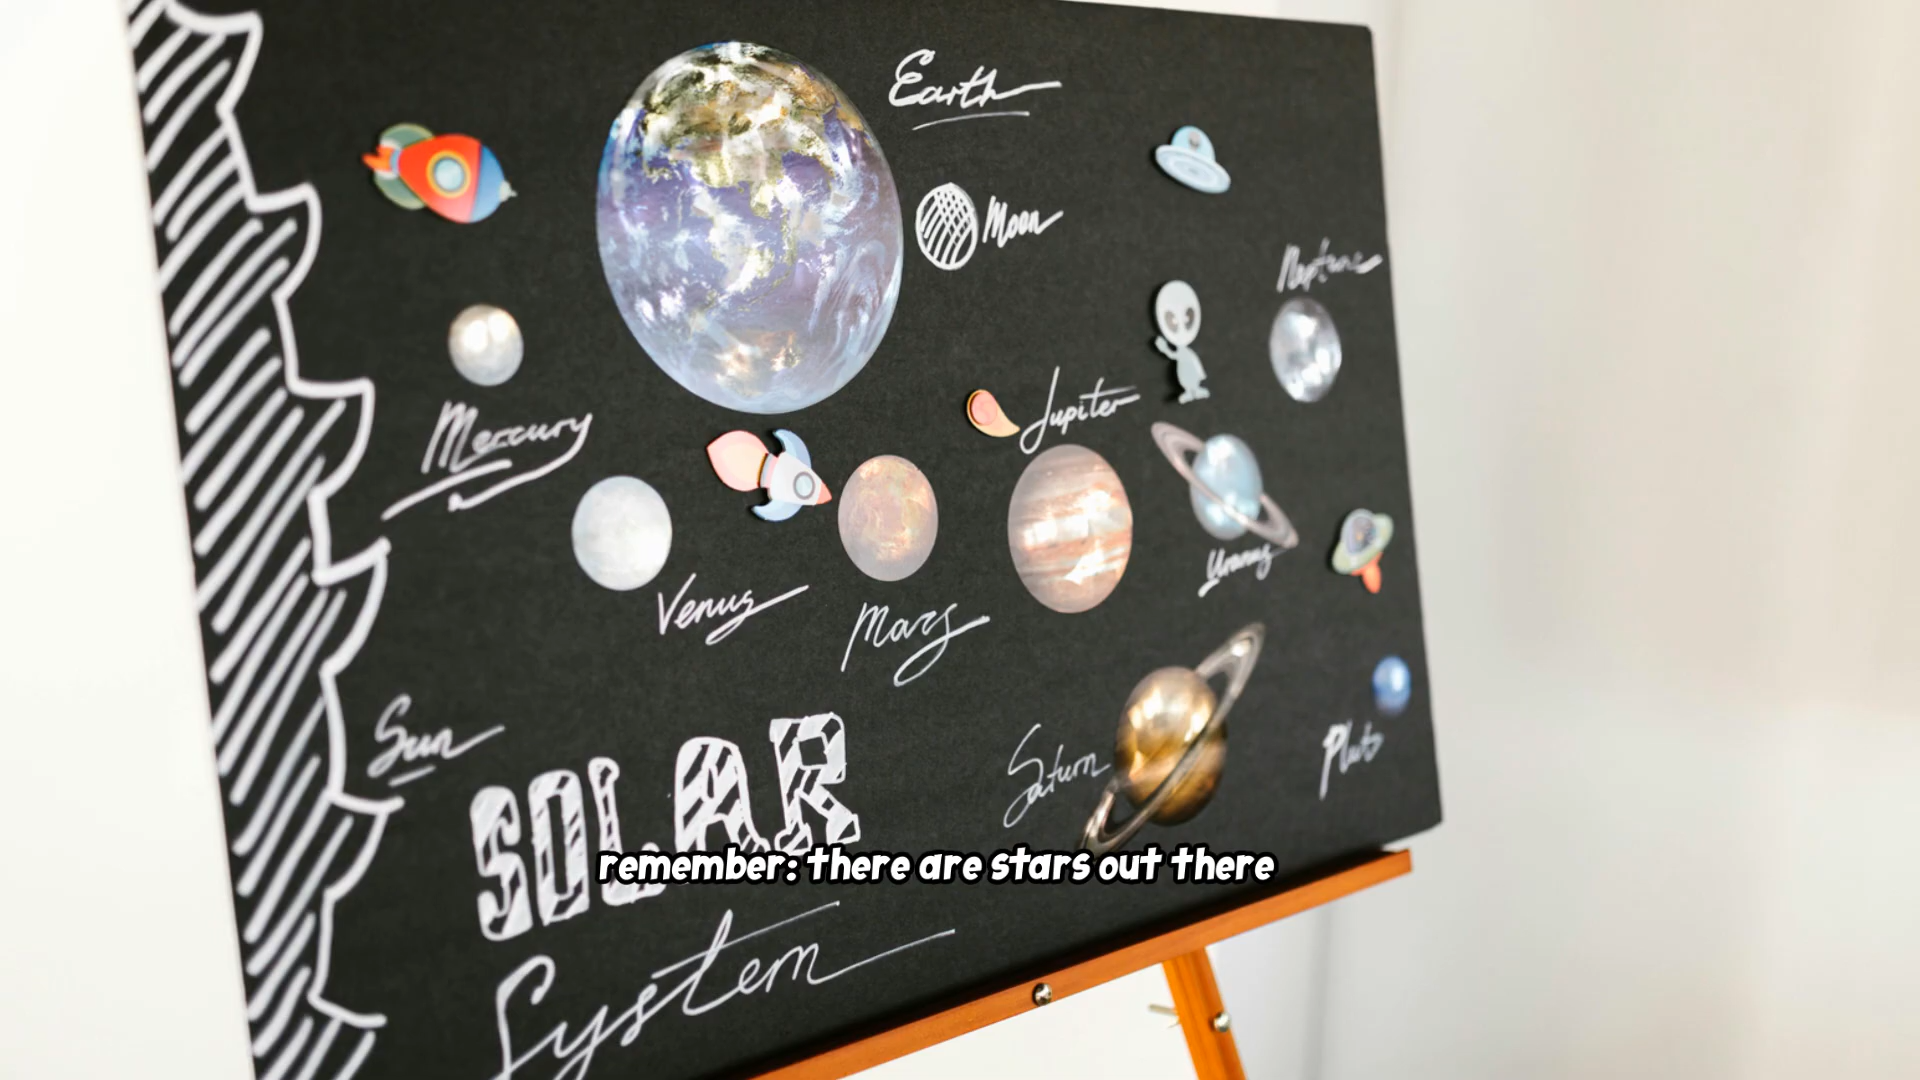 Earth
Moon
Neptune
Jupiter
Mercury
Uranus
Venus
Mars
Sun
Saturn
Pluto
SOLAR
System
remember: there are stars out there